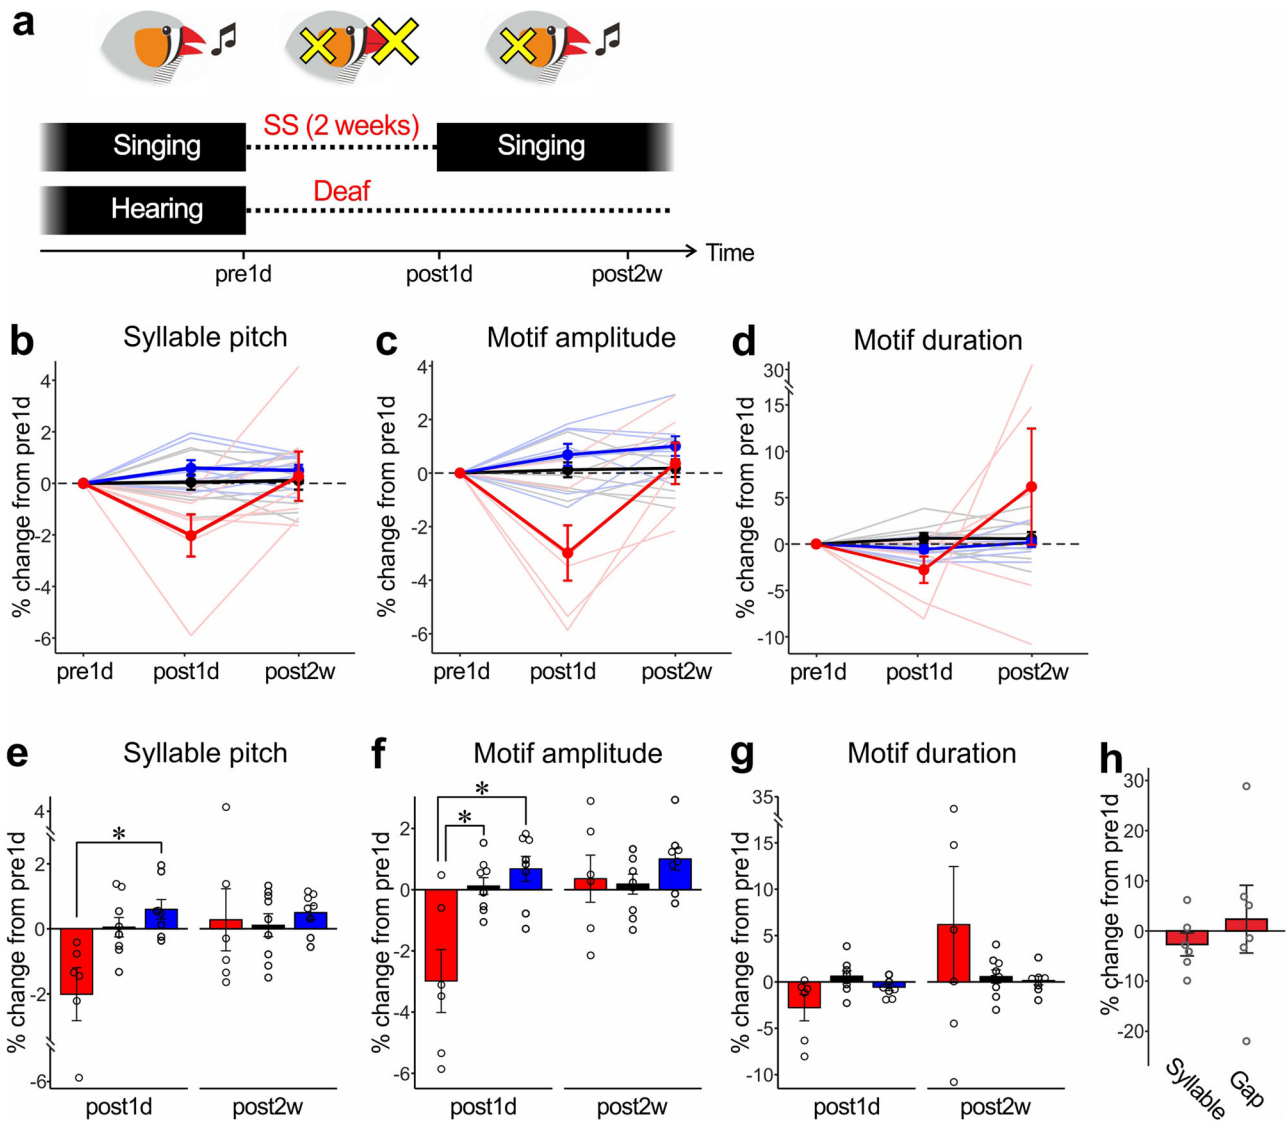 a
SS (2 weeks)
Singing
Singing
Deaf
Hearing
Time
pre1d
post1d
post2w
b
Syllable pitch
% change from pre1d
4
2
0
-2
-4
-6
pre1d
post1d
post2w
c
Motif amplitude
% change from pre1d
4
2
0
-2
-4
-6
pre1d
post1d
post2w
d
Motif duration
% change from pre1d
30
15
10
5
0
-5
-10
pre1d
post1d
post2w
e
Syllable pitch
% change from pre1d
4
2
0
-2
-6
*
post1d
post2w
f
Motif amplitude
% change from pre1d
2
0
-2
-4
-6
*
*
post1d
post2w
g
Motif duration
% change from pre1d
35
15
10
5
0
-5
-10
post1d
post2w
h
% change from pre1d
30
20
10
0
-10
-20
Syllable
Gap